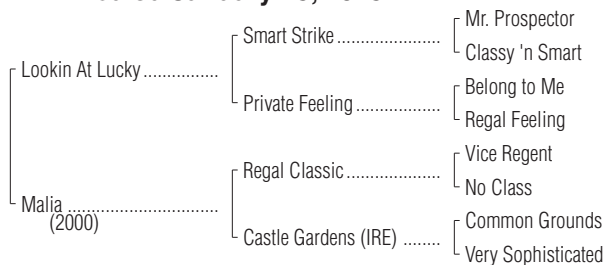 Mr. Prospector
Smart Strike ....................
Classy 'n Smart
Lookin At Lucky ...............
Belong to Me
Private Feeling .................
Regal Feeling
Vice Regent
Regal Classic....................
No Class
Malia ..............................
(2000)
Common Grounds
Castle Gardens (IRE) ........
Very Sophisticated